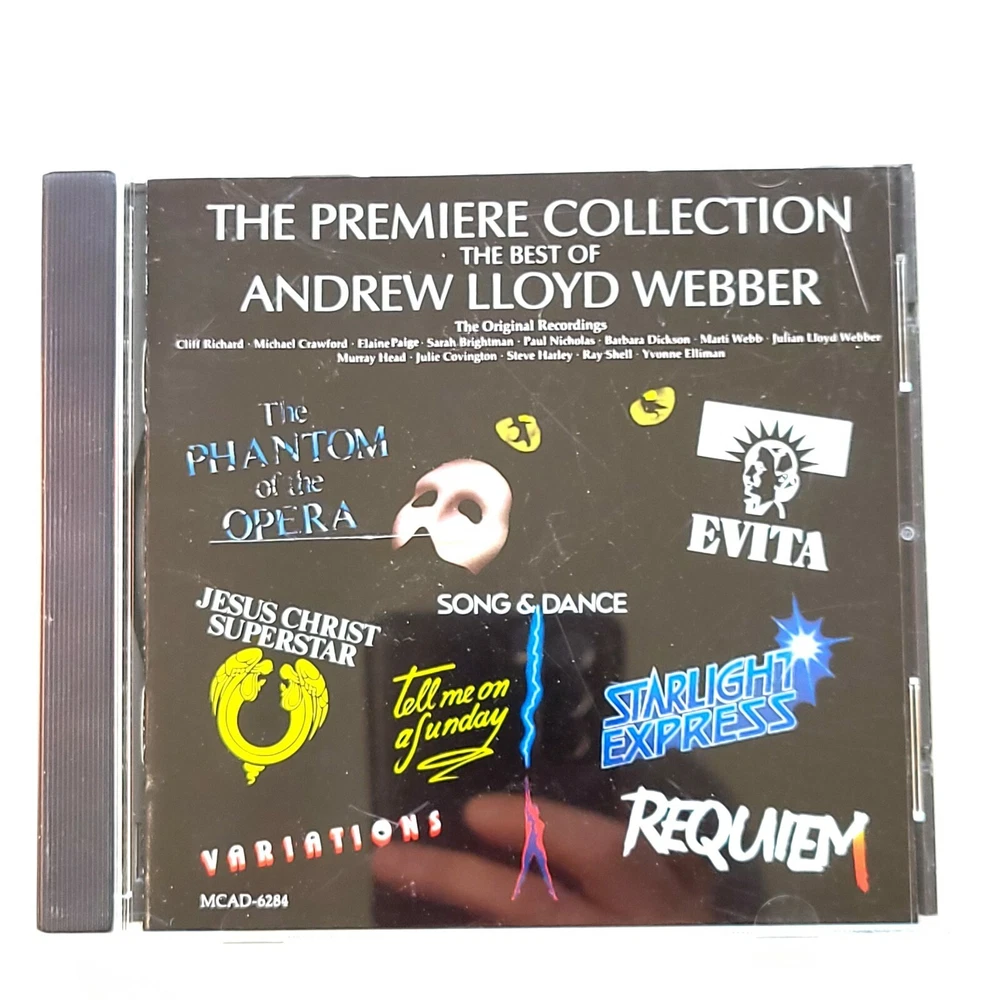 THE PREMIERE COLLECTION
THE BEST OF
ANDREW LLOYD WEBBER
The Original Recordings
Cliff Richard · Michael Crawford · Elaine Paige · Sarah Brightman · Paul Nicholas · Barbara Dickson · Marti Webb · Julian Lloyd Webber
Murray Head · Julie Covington · Steve Harley · Ray Shell · Yvonne Elliman
The
PHANTOM
of the
OPERA
EVITA
JESUS CHRIST
SUPERSTAR
SONG & DANCE
tell me on
a Sunday
STARLIGHT
EXPRESS
VARIATIONS
REQUIEM
MCAD-6284